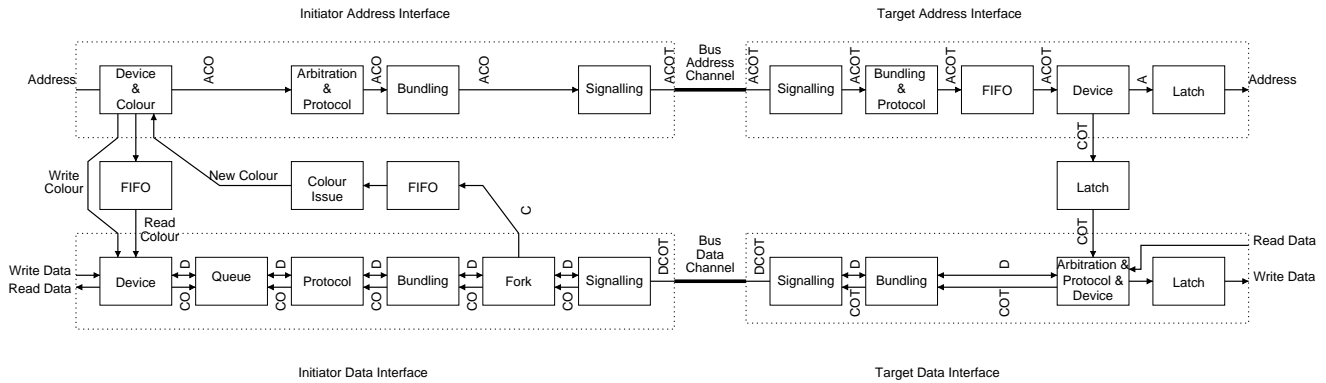 Initiator Address Interface
Target Address Interface
Address
Device
&
Colour
ACO
Arbitration
&
Protocol
ACO
Bundling
ACO
Signalling
ACOT
Bus
Address
Channel
ACOT
Signalling
ACOT
Bundling
&
Protocol
ACOT
FIFO
ACOT
Device
A
Latch
Address
Write
Colour
FIFO
Read
Colour
New Colour
Colour
Issue
FIFO
C
COT
Latch
COT
Write Data
Read Data
Device
D
CO
Queue
D
CO
Protocol
D
CO
Bundling
D
CO
Fork
D
CO
Signalling
DCOT
Bus
Data
Channel
DCOT
Signalling
D
COT
Bundling
D
COT
Arbitration &
Protocol &
Device
Latch
Read Data
Write Data
Initiator Data Interface
Target Data Interface